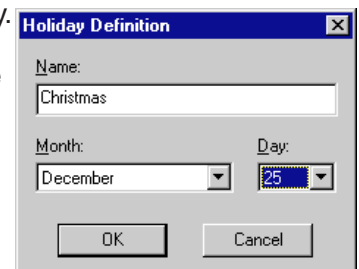 y.
Holiday Definition
Name:
Christmas
Month: Day:
December 25
OK Cancel